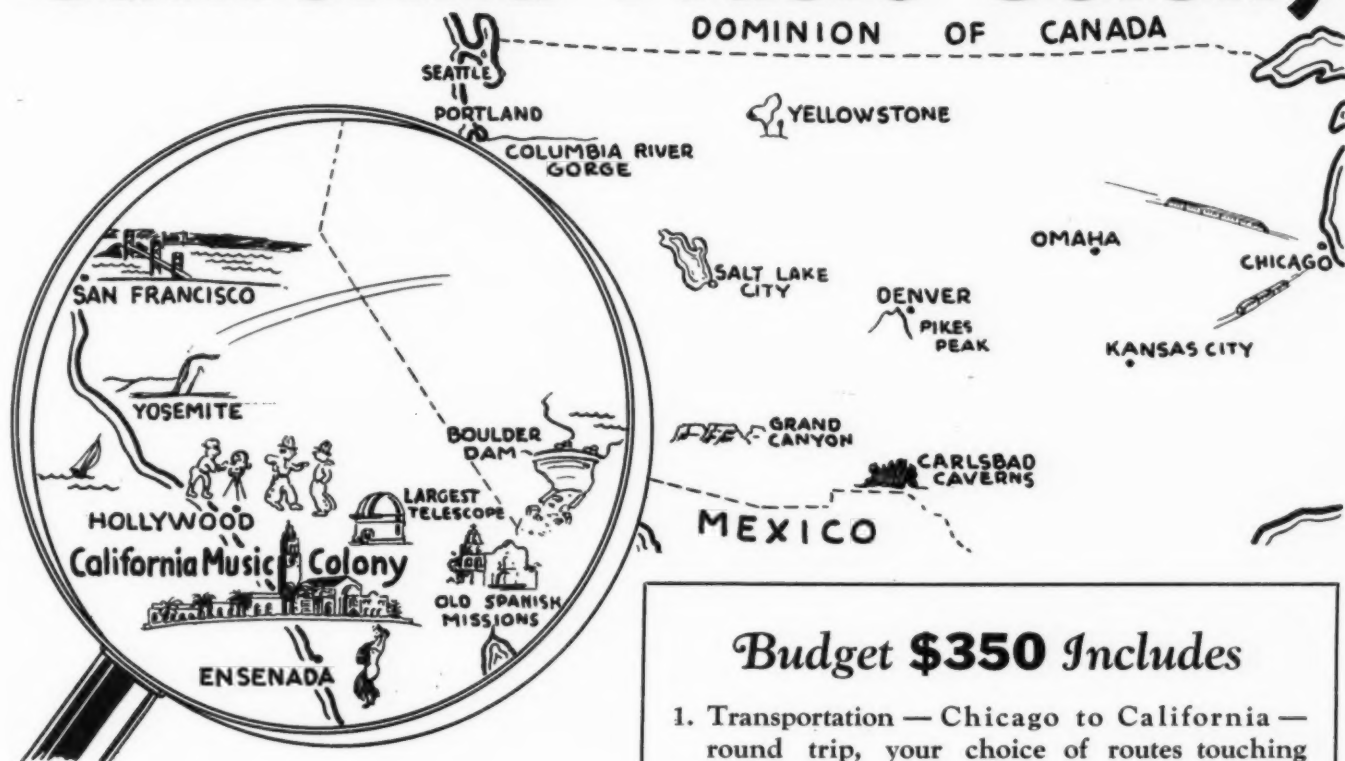 DOMINION OF CANADA
SEATTLE
PORTLAND
COLUMBIA RIVER
GORGE
YELLOWSTONE
SAN FRANCISCO
SALT LAKE
CITY
OMAHA
CHICAGO
DENVER
PIKES
PEAK
KANSAS CITY
YOSEMITE
BOULDER
DAM
GRAND
CANYON
CARLSBAD
CAVERNS
HOLLYWOOD
LARGEST
TELESCOPE
MEXICO
California Music Colony
OLD SPANISH
MISSIONS
ENSENADA
Budget $350 Includes
1. Transportation — Chicago to California —
round trip, your choice of routes touching